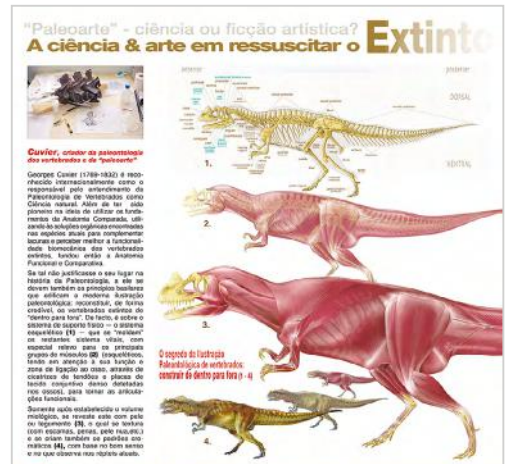 "Paleoarte" - ciência ou ficção artística?
A ciência & arte em ressuscitar o Extinto
anterior
posterior
DORSAL
VENTRAL
1.
Cuvier, criador da paleontologia
dos vertebrados e da "paleoarte"
Georges Cuvier (1769-1832) é reco-
nhecido internacionalmente como o
responsável pelo entendimento da
Paleontologia de Vertebrados como
Ciência natural. Além de ter sido
pioneiro na ideia de utilizar os funda-
mentos da Anatomia Comparada, utili-
zando as soluções orgânicas encontradas
nas espécies atuais para complementar
lacunas e perceber melhor a funcionali-
dade biomecânica dos vertebrados
extintos, fundou então a Anatomia
Funcional e Comparativa.
Se tal não justificasse o seu lugar na
história da Paleontologia, a ele se
devem também os princípios basilares
que edificam a moderna ilustração
paleontológica: reconstituir, de forma
credível, os vertebrados extintos do
"dentro para fora". De facto, é sobre o
sistema de suporte físico – o sistema
esquelético (1) – que se "moldem"
os restantes sistema vitais, com
especial relevo para os principais
grupos de músculos (2) (esqueléticos,
tendo em atenção a sua função e
zona de ligação ao osso, através de
cicatrizes de tendões e placas de
tecido conjuntivo denso detetadas
nos ossos), para tornar as articula-
ções funcionais.
Somente após estabelecido o volume
miológico, se reveste este com pele
ou tegumento (3), o qual se textura
(com escamas, penas, pele nua,etc.)
e se criam também os padrões cro-
máticos (4), com base no bom senso
e no que observa nos répteis atuais.
2.
3.
O segredo da Ilustração
Paleontológica de vertebrados:
construir de dentro para fora (1 - 4)
4.